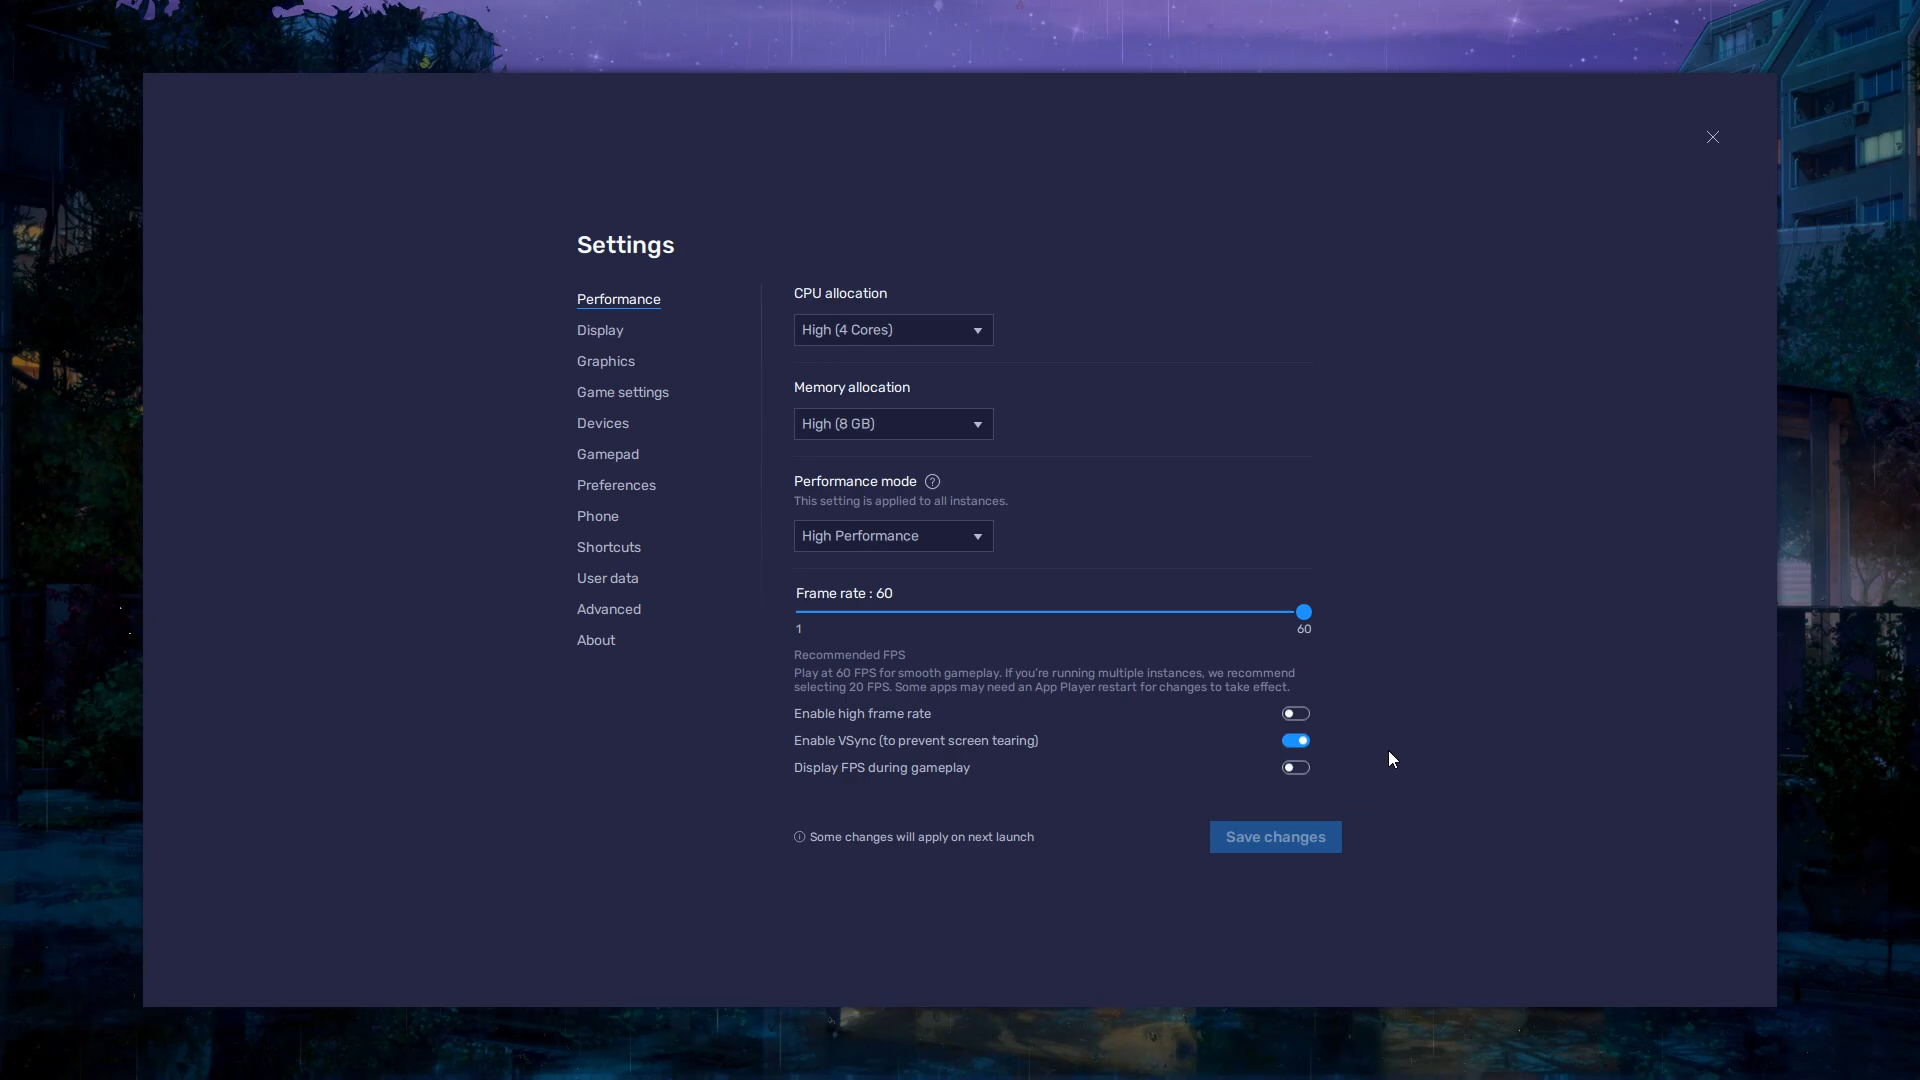 Settings
Performance
Display
Graphics
Game settings
Devices
Gamepad
Preferences
Phone
Shortcuts
User data
Advanced
About
CPU allocation
High (4 Cores)
Memory allocation
High (8 GB)
Performance mode
This setting is applied to all instances.
High Performance
Frame rate : 60
1 60
Recommended FPS
Play at 60 FPS for smooth gameplay. If you're running multiple instances, we recommend
selecting 20 FPS. Some apps may need an App Player restart for changes to take effect.
Enable high frame rate
Enable VSync (to prevent screen tearing)
Display FPS during gameplay
Some changes will apply on next launch
Save changes